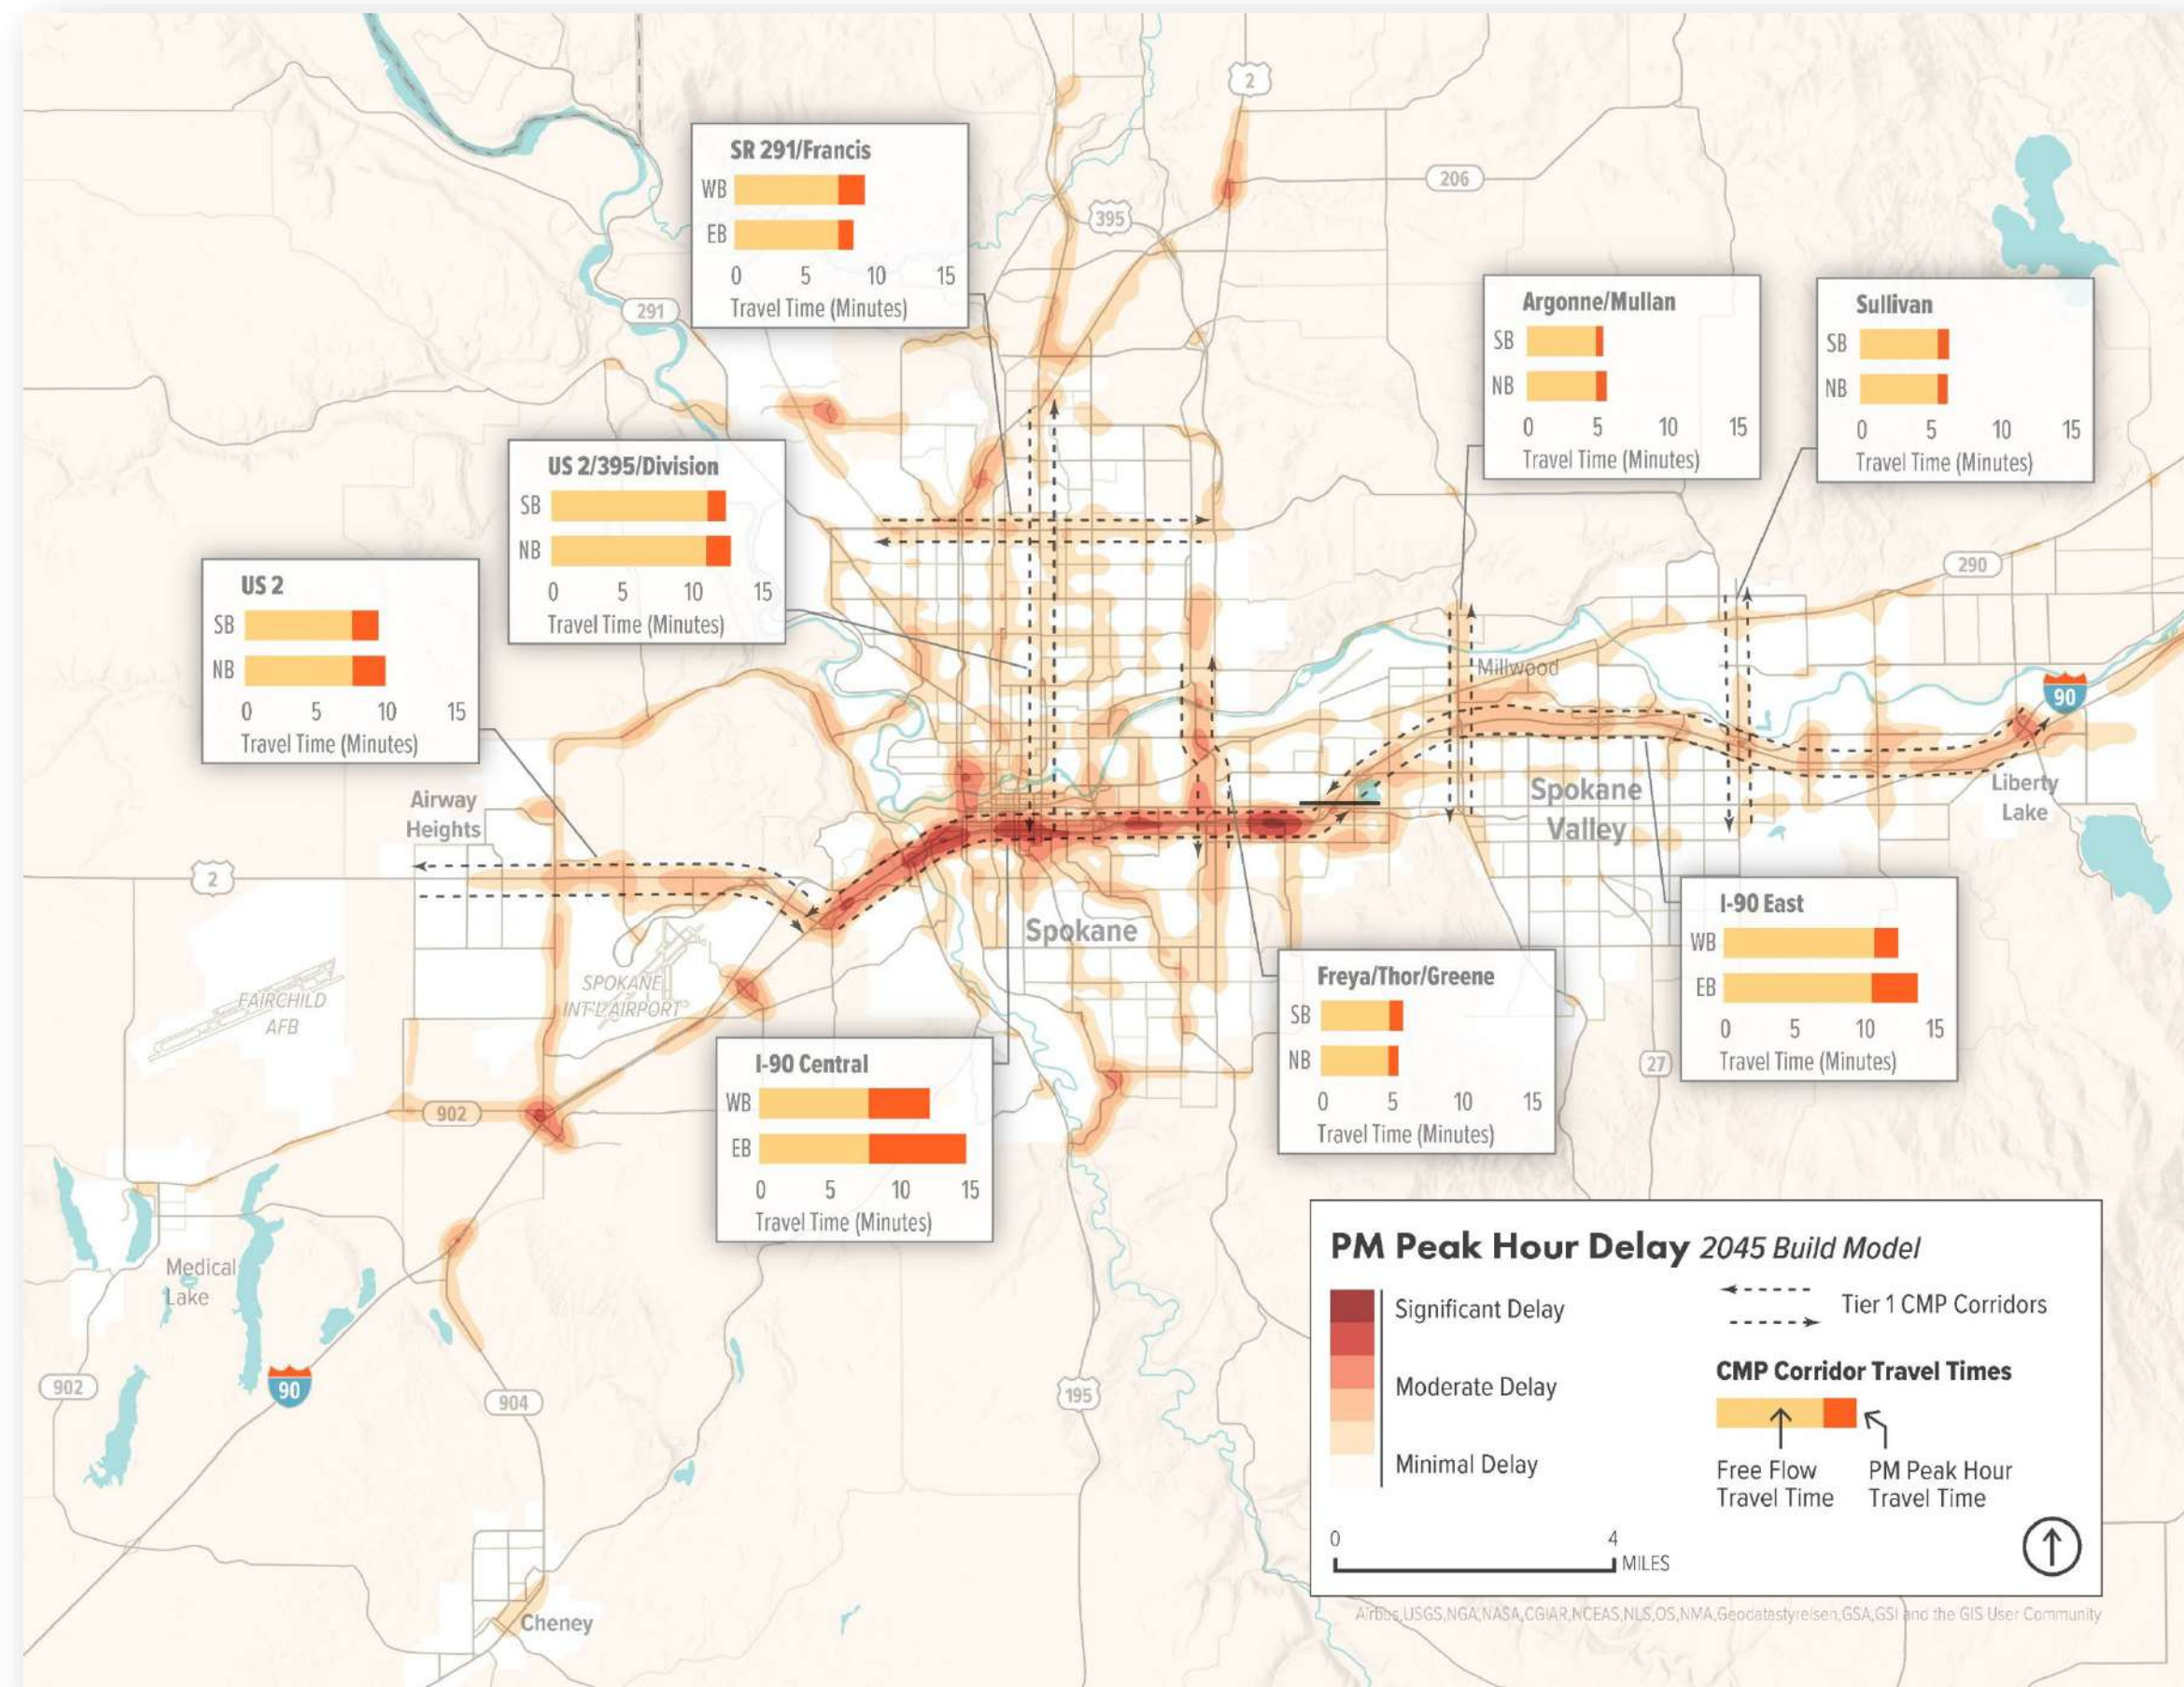 2
SR 291/Francis
WB
EB
0 5 10 15
Travel Time (Minutes)
206
395
291
Argonne/Mullan
SB
NB
0 5 10 15
Travel Time (Minutes)
Sullivan
SB
NB
0 5 10 15
Travel Time (Minutes)
US 2/395/Division
SB
NB
0 5 10 15
Travel Time (Minutes)
US 2
SB
NB
0 5 10 15
Travel Time (Minutes)
290
Millwood
90
Airway
Heights
Spokane
Valley
Liberty
Lake
2
Spokane
SPOKANE
INT'L AIRPORT
FAIRCHILD
AFB
I-90 East
WB
EB
0 5 10 15
Travel Time (Minutes)
Freya/Thor/Greene
SB
NB
0 5 10 15
Travel Time (Minutes)
27
I-90 Central
WB
EB
0 5 10 15
Travel Time (Minutes)
902
Medical
Lake
902
90
904
195
Cheney
PM Peak Hour Delay 2045 Build Model
Significant Delay
Moderate Delay
Minimal Delay
Tier 1 CMP Corridors
CMP Corridor Travel Times
Free Flow
Travel Time
PM Peak Hour
Travel Time
0 4
MILES
Airbus,USGS,NGA,NASA,CGIAR,NCEAS,NLS,OS,NMA,Geodatastyrelsen,GSA,GSI and the GIS User Community